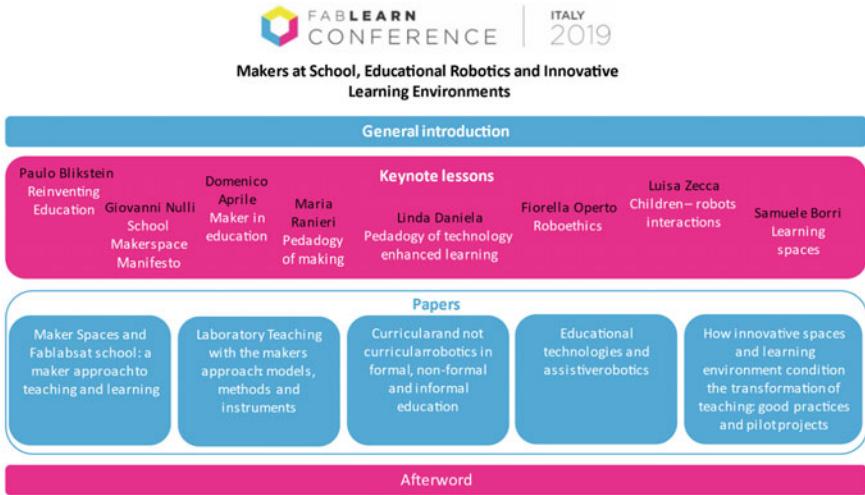 FABLEARN
CONFERENCE
ITALY
2019
Makers at School, Educational Robotics and Innovative
Learning Environments
General introduction
Keynote lessons
Paulo Blikstein
Reinventing
Education
Giovanni Nulli
School
Makerspace
Manifesto
Domenico
Aprile
Maker in
education
Maria
Ranieri
Pedadogy
of making
Linda Daniela
Pedadogy of technology
enhanced learning
Fiorella Operto
Roboethics
Luisa Zecca
Children–robots
interactions
Samuele Borri
Learning
spaces
Papers
Maker Spaces and
Fablabsat school: a
maker approach to
teaching and learning
Laboratory Teaching
with the makers
approach: models,
methods and
instruments
Curricularand not
curricularrobotics in
formal, non-formal
and informal
education
Educational
technologies and
assistiverobotics
How innovative spaces
and learning
environment condition
the transformation of
teaching: good practices
and pilot projects
Afterword